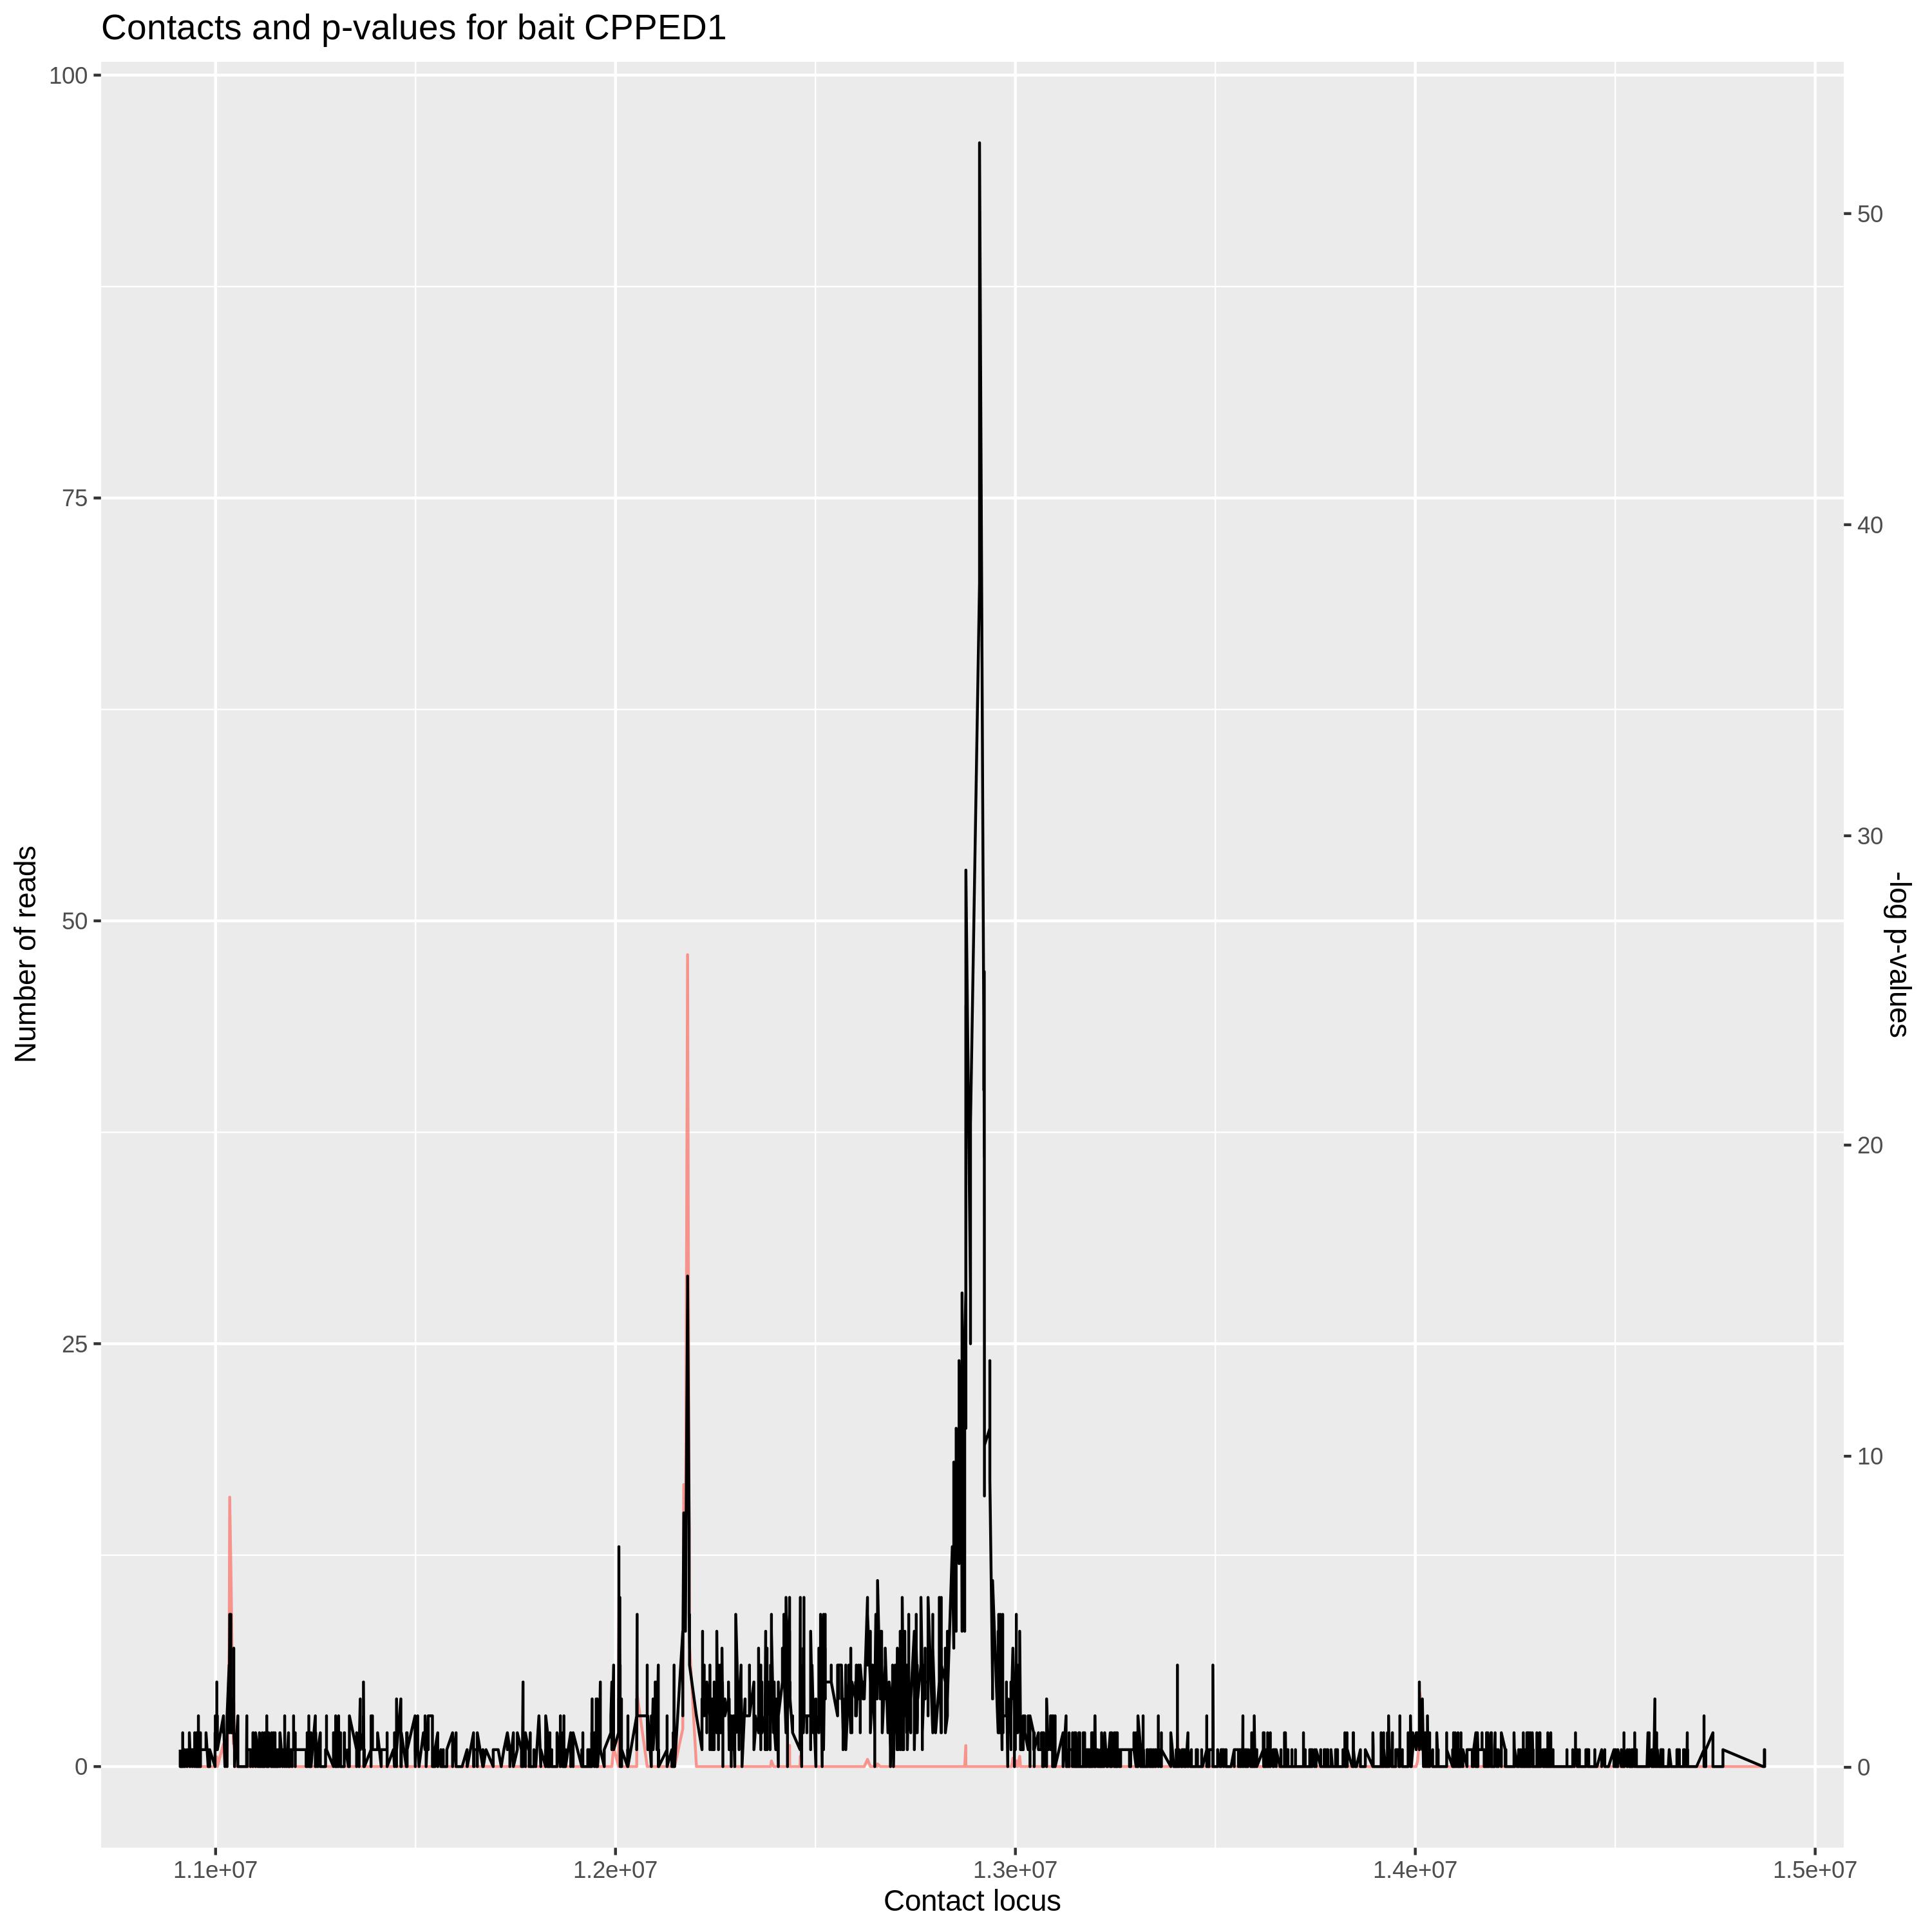 Contacts and p-values for bait CPPED1
100
75
50
25
0
Number of reads
50
40
30
20
10
0
-log p-values
1.1e+07
1.2e+07
1.3e+07
1.4e+07
1.5e+07
Contact locus